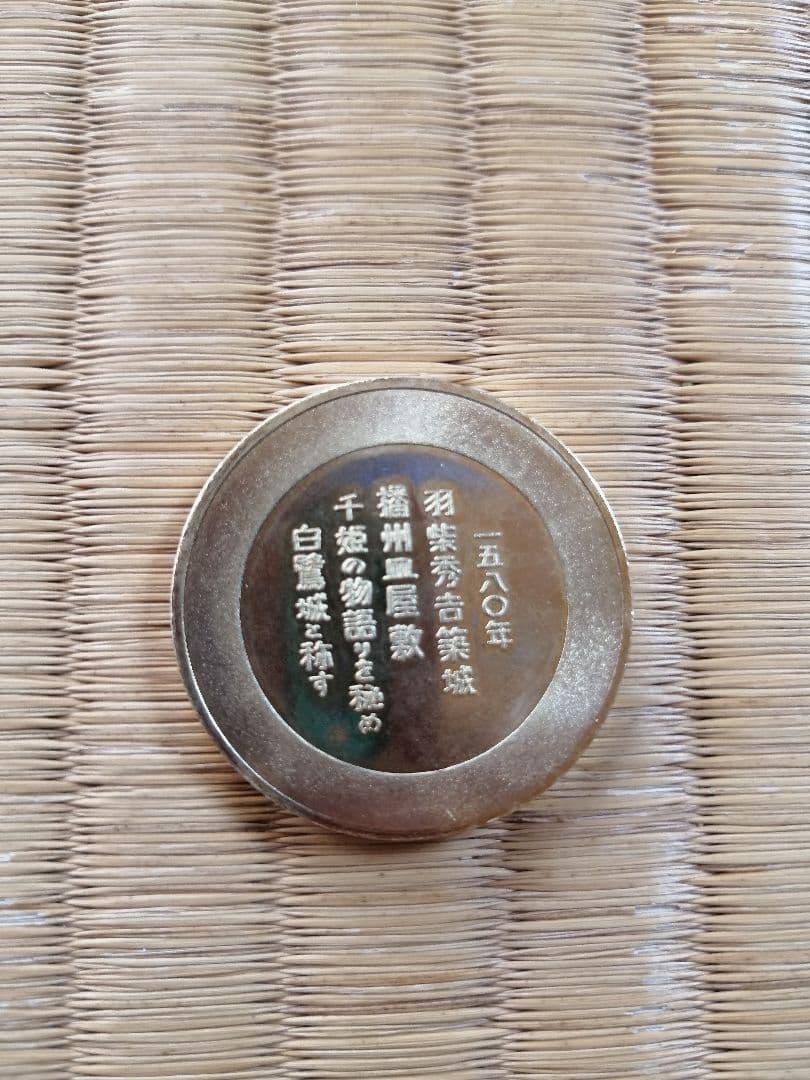 一五八〇年
羽柴秀吉築城
播州皿屋敷
千姫の物語りを秘め
白鷺城と称す